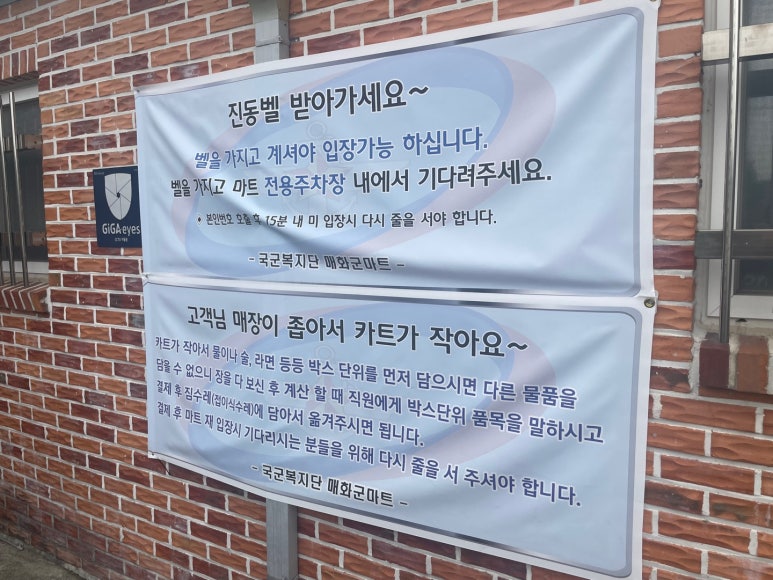 진동벨 받아가세요~
벨을 가지고 계셔야 입장가능 하십니다.
벨을 가지고 마트 전용주차장 내에서 기다려주세요.
• 본인번호 호출 후 15분 내 미 입장시 다시 줄을 서야 합니다.
- 국군복지단 매화군마트 -
GiGAeyes
고객님 매장이 좁아서 카트가 작아요~
카트가 작아서 물이나 술, 라면 등등 박스 단위를 먼저 담으시면 다른 물품을
담을 수 없으니 장을 다 보신 후 계산 할 때 직원에게 박스단위 품목을 말하시고
결제 후 짐수레(접이식수레)에 담아서 옮겨주시면 됩니다.
결제 후 마트 재 입장시 기다리시는 분들을 위해 다시 줄을 서 주셔야 합니다.
- 국군복지단 매화군마트 -